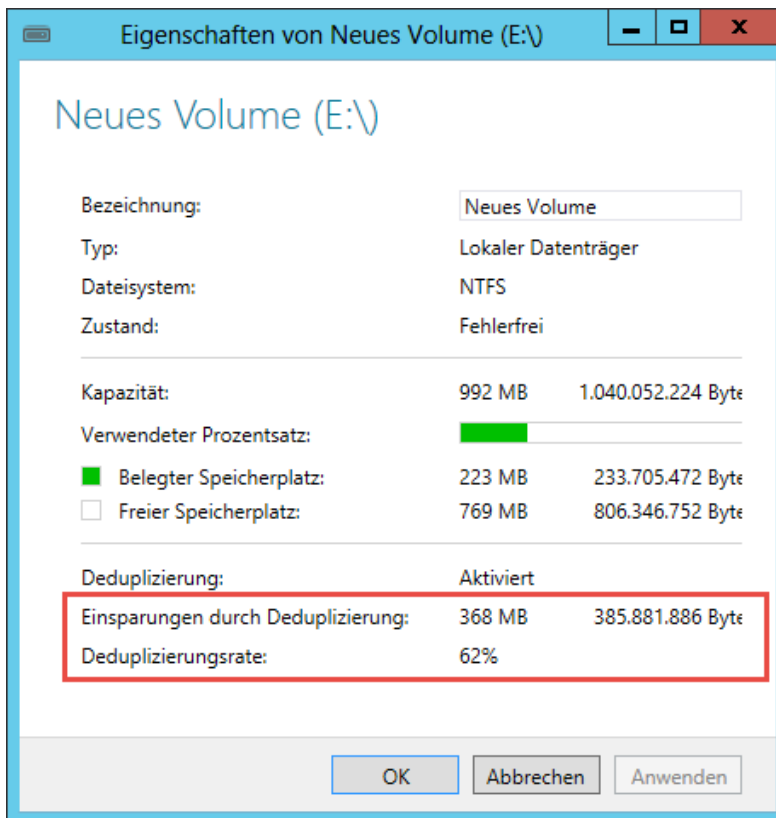 Eigenschaften von Neues Volume (E:\)
Neues Volume (E:\)
Bezeichnung: Neues Volume
Typ: Lokaler Datenträger
Dateisystem: NTFS
Zustand: Fehlerfrei
Kapazität: 992 MB 1.040.052.224 Byte
Verwendeter Prozentsatz:
Belegter Speicherplatz: 223 MB 233.705.472 Byte
Freier Speicherplatz: 769 MB 806.346.752 Byte
Deduplizierung: Aktiviert
Einsparungen durch Deduplizierung: 368 MB 385.881.886 Byte
Deduplizierungsrate: 62%
OK Abbrechen Anwenden